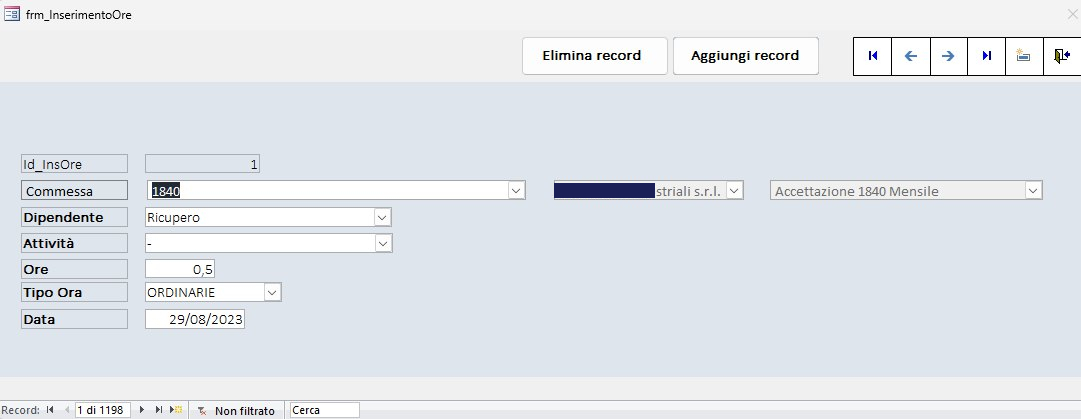 frm_InserimentoOre
Elimina record Aggiungi record
Id_InsOre 1
Commessa 1840 striali s.r.l. Accettazione 1840 Mensile
Dipendente Ricupero
Attività -
Ore 0,5
Tipo Ora ORDINARIE
Data 29/08/2023
Record: 1 di 1198 Non filtrato Cerca